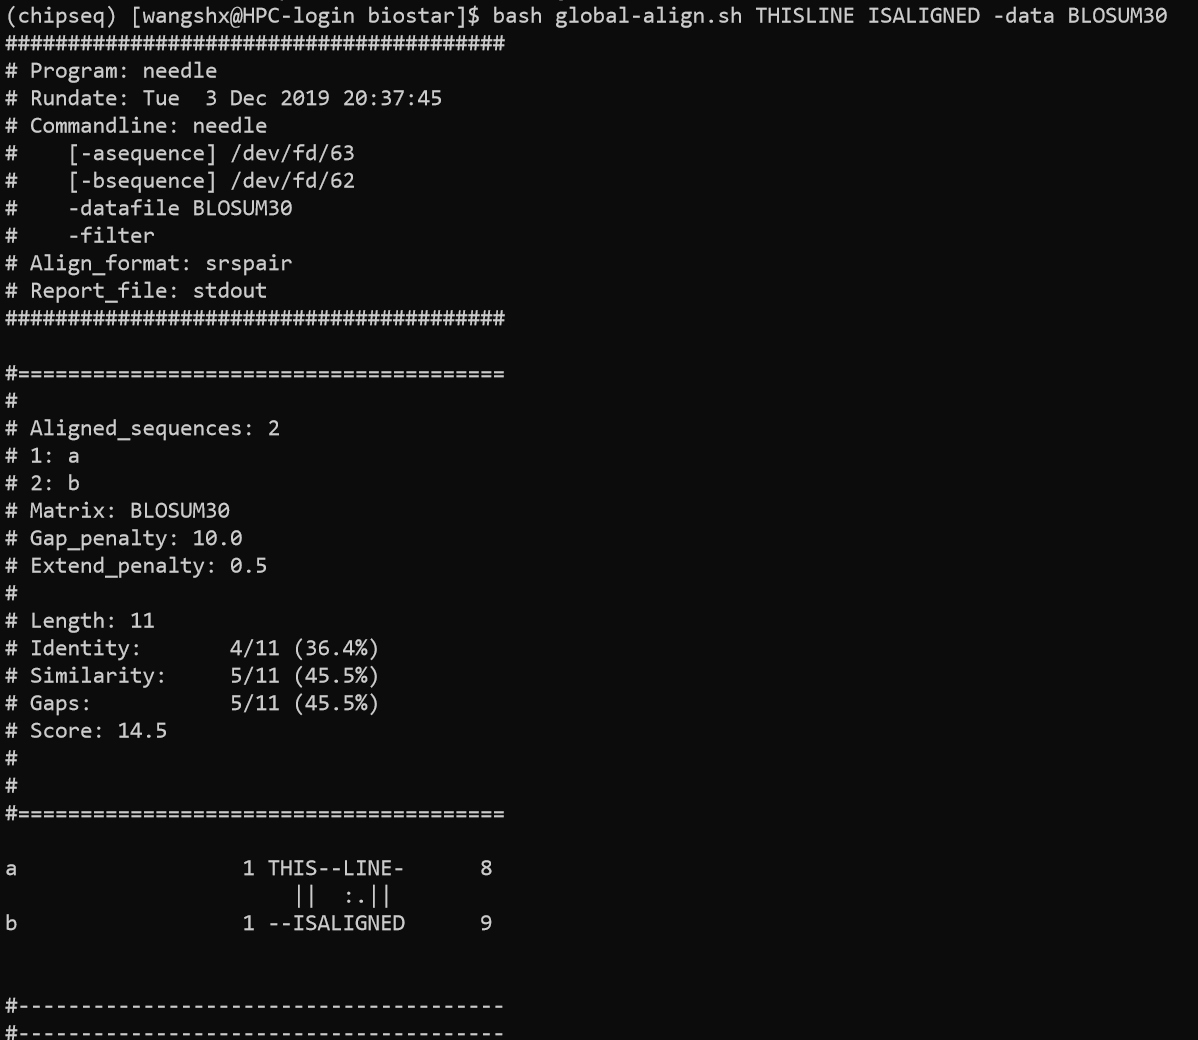 (chipseq) [wangshx@HPC-login biostar]$ bash global-align.sh THISLINE ISALIGNED -data BLOSUM30
########################################
# Program: needle
# Rundate: Tue  3 Dec 2019 20:37:45
# Commandline: needle
#    [-asequence] /dev/fd/63
#    [-bsequence] /dev/fd/62
#    -datafile BLOSUM30
#    -filter
# Align_format: srspair
# Report_file: stdout
########################################

#=======================================
#
# Aligned_sequences: 2
# 1: a
# 2: b
# Matrix: BLOSUM30
# Gap_penalty: 10.0
# Extend_penalty: 0.5
#
# Length: 11
# Identity:       4/11 (36.4%)
# Similarity:     5/11 (45.5%)
# Gaps:           5/11 (45.5%)
# Score: 14.5
#
#
#=======================================

a                  1 THIS--LINE-      8
                       ||  :.||
b                  1 --ISALIGNED      9


#---------------------------------------
#---------------------------------------